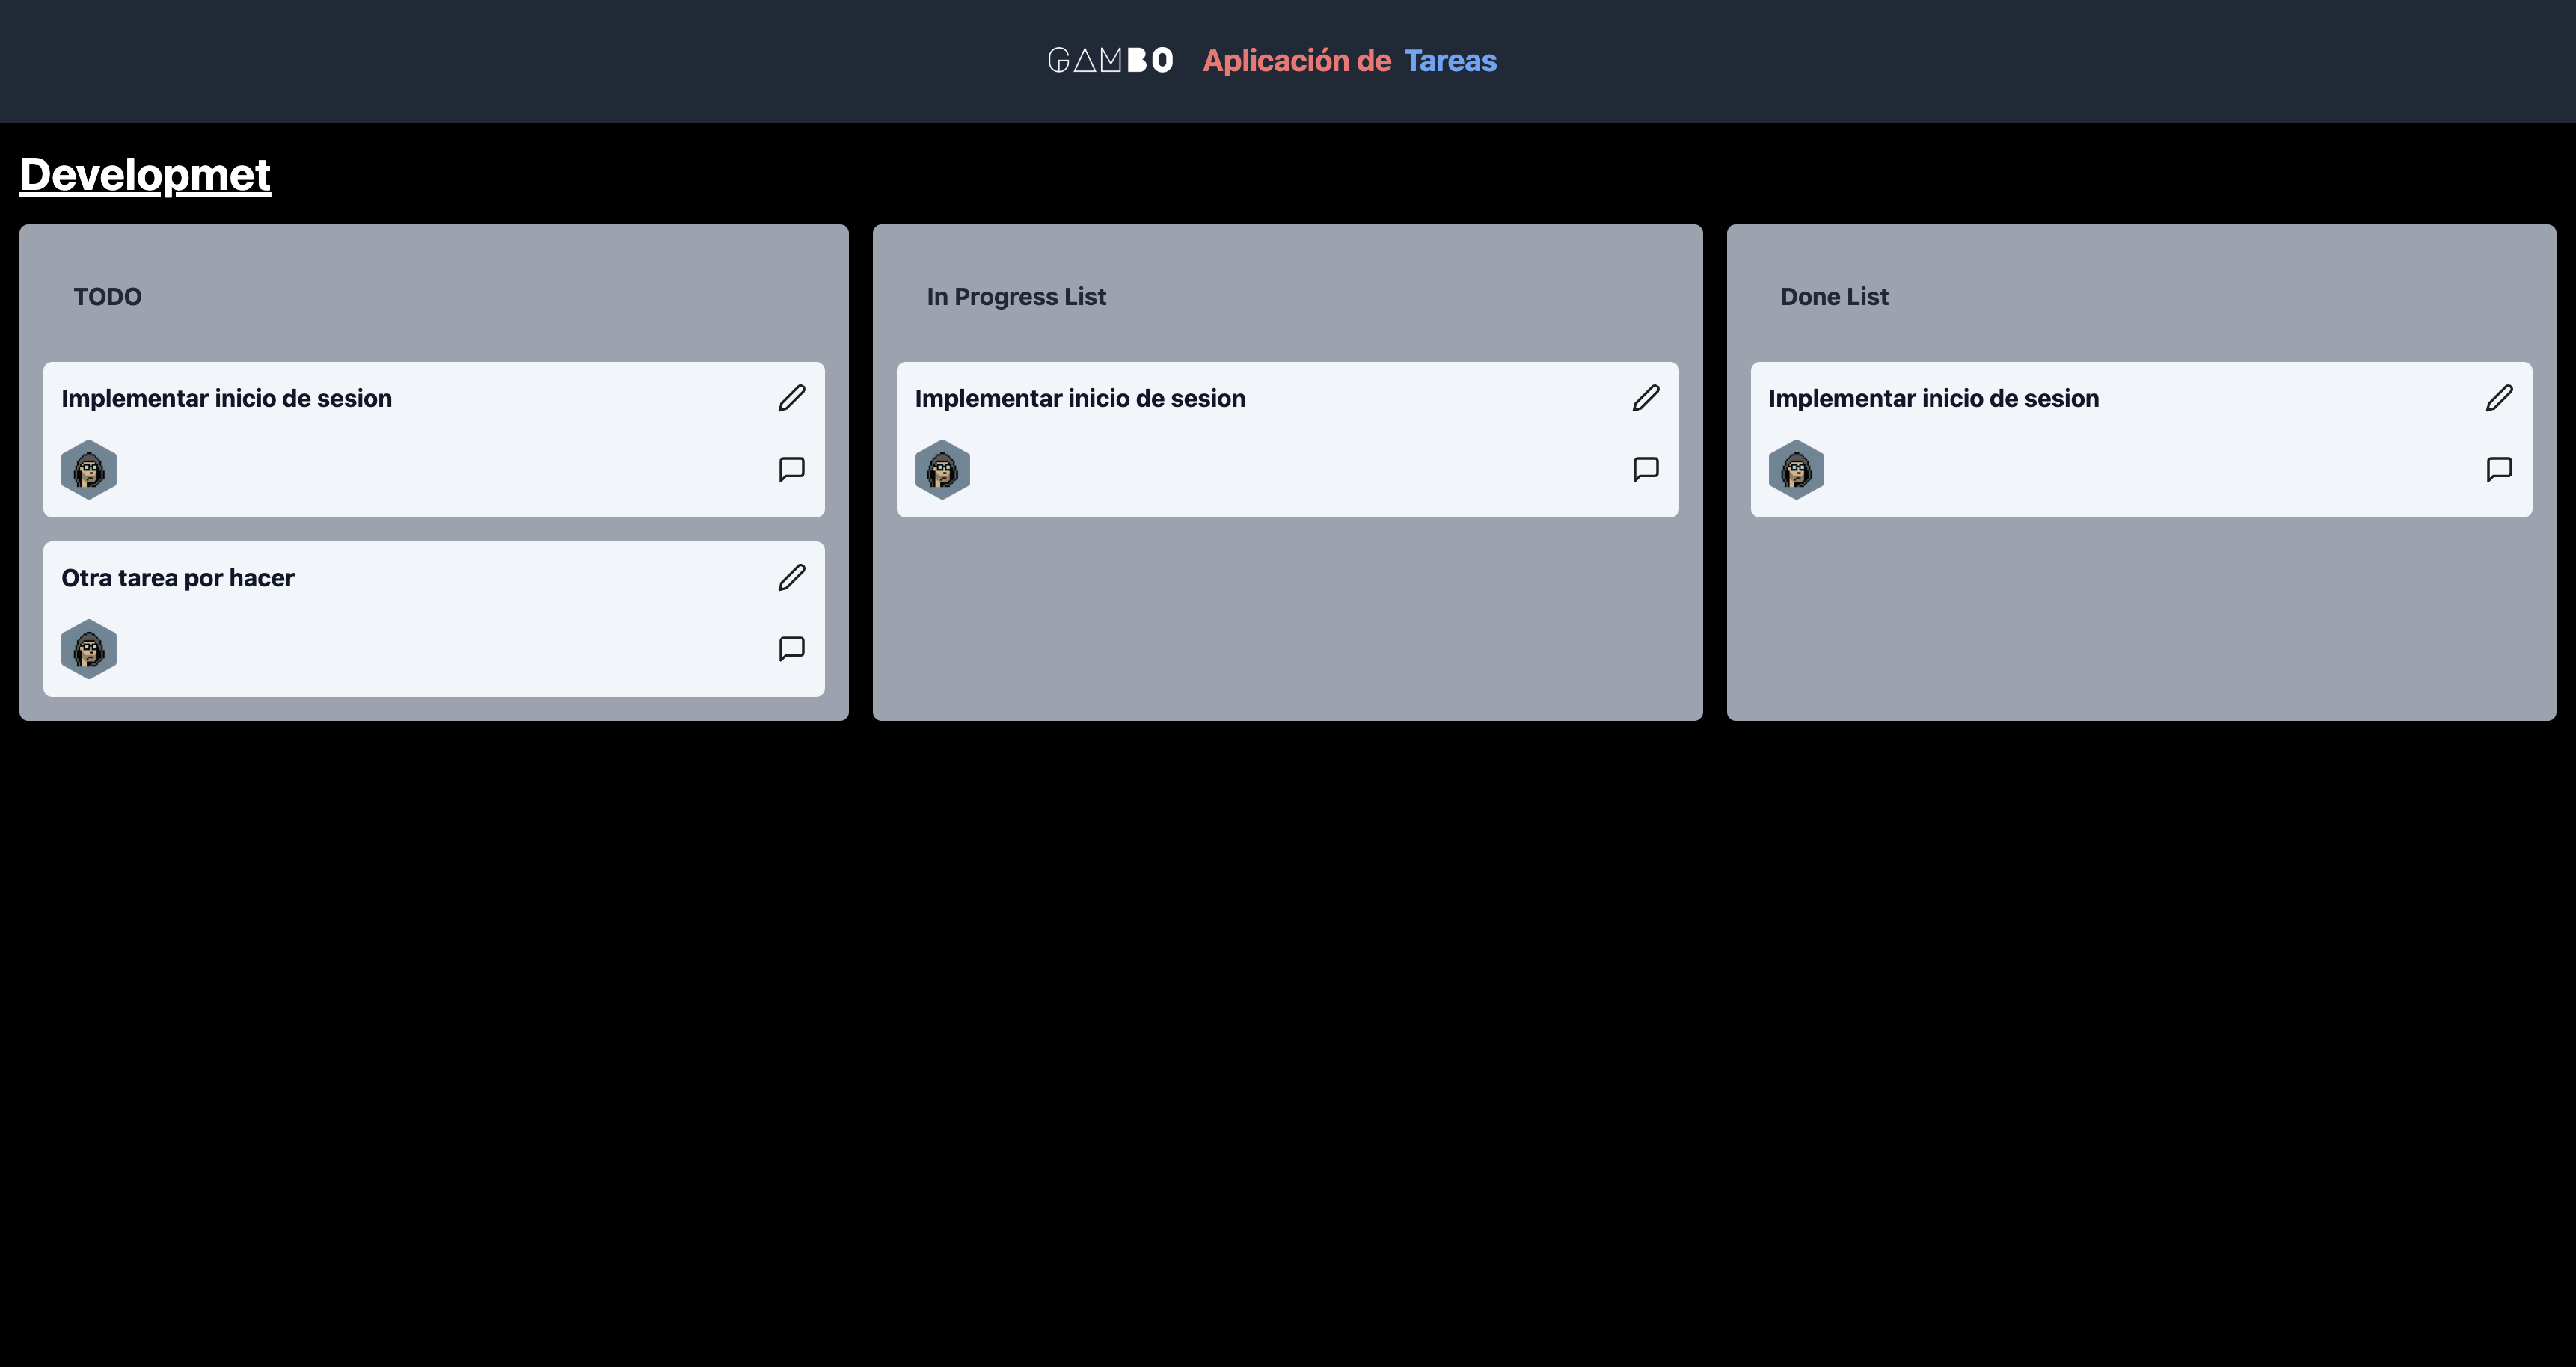 GAMBO Aplicación de Tareas
Developmet
TODO
Implementar inicio de sesion
Otra tarea por hacer
In Progress List
Implementar inicio de sesion
Done List
Implementar inicio de sesion